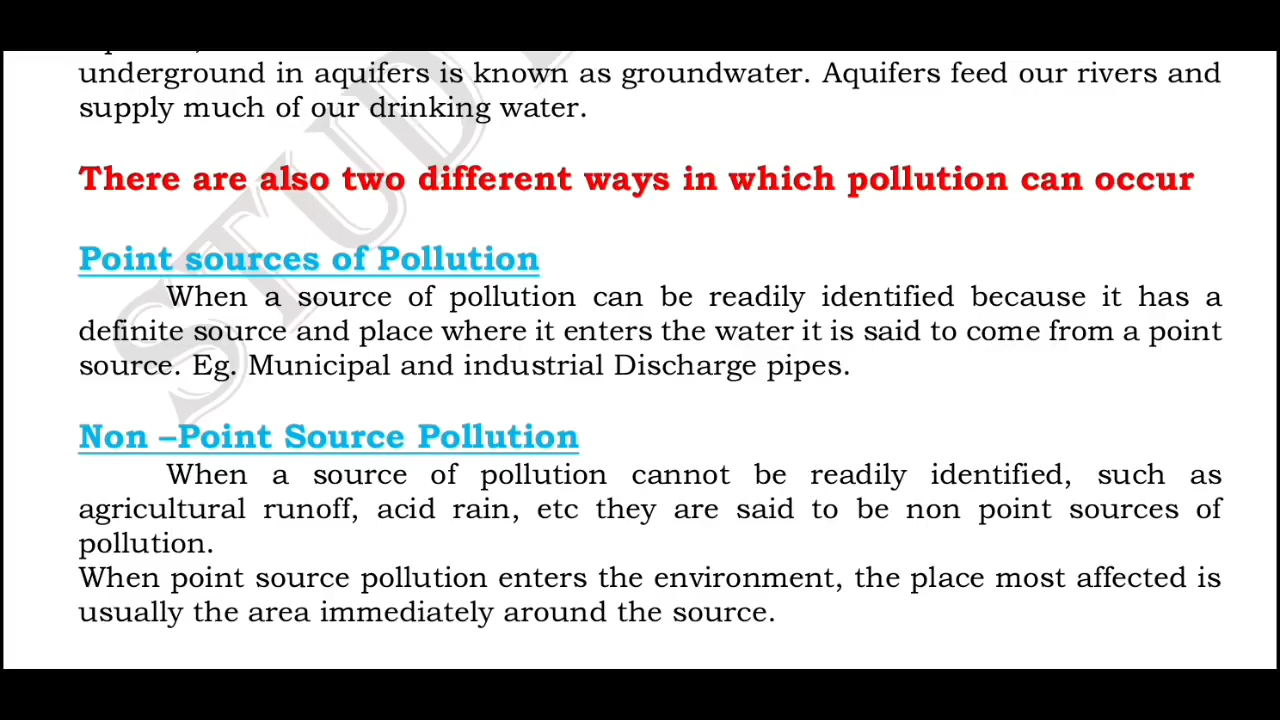 underground in aquifers is known as groundwater. Aquifers feed our rivers and
supply much of our drinking water.
There are also two different ways in which pollution can occur
Point sources of Pollution
When a source of pollution can be readily identified because it has a
definite source and place where it enters the water it is said to come from a point
source. Eg. Municipal and industrial Discharge pipes.
Non –Point Source Pollution
When a source of pollution cannot be readily identified, such as
agricultural runoff, acid rain, etc they are said to be non point sources of
pollution.
When point source pollution enters the environment, the place most affected is
usually the area immediately around the source.